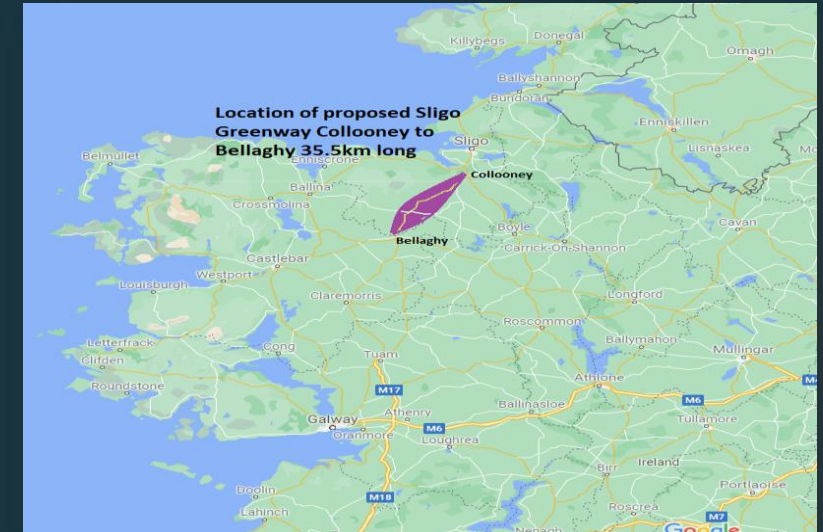 Killybegs
Donegal
Omagh
Ballyshannon
Bundoran
Location of proposed Sligo
Greenway Collooney to
Bellaghy 35.5km long
Enniskillen
Lisnaskea
Sligo
Belmullet
Enniscrone
Collooney
Ballina
Crossmolina
Boyle
Cavan
Bellaghy
Carrick-On-Shannon
Castlebar
Westport
Louisburgh
Claremorris
Longford
Roscommon
Ballymahon
Letterfrack
Cong
Mullingar
Clifden
Tuam
Roundstone
Athlone
M17
M6
Ballinasloe
Athenry
Galway
M6
Tullamore
Oranmore
Loughrea
Birr
Ireland
Doolin
M18
Portlaoise
Lahinch
Roscrea
M7
Nenagh
Google